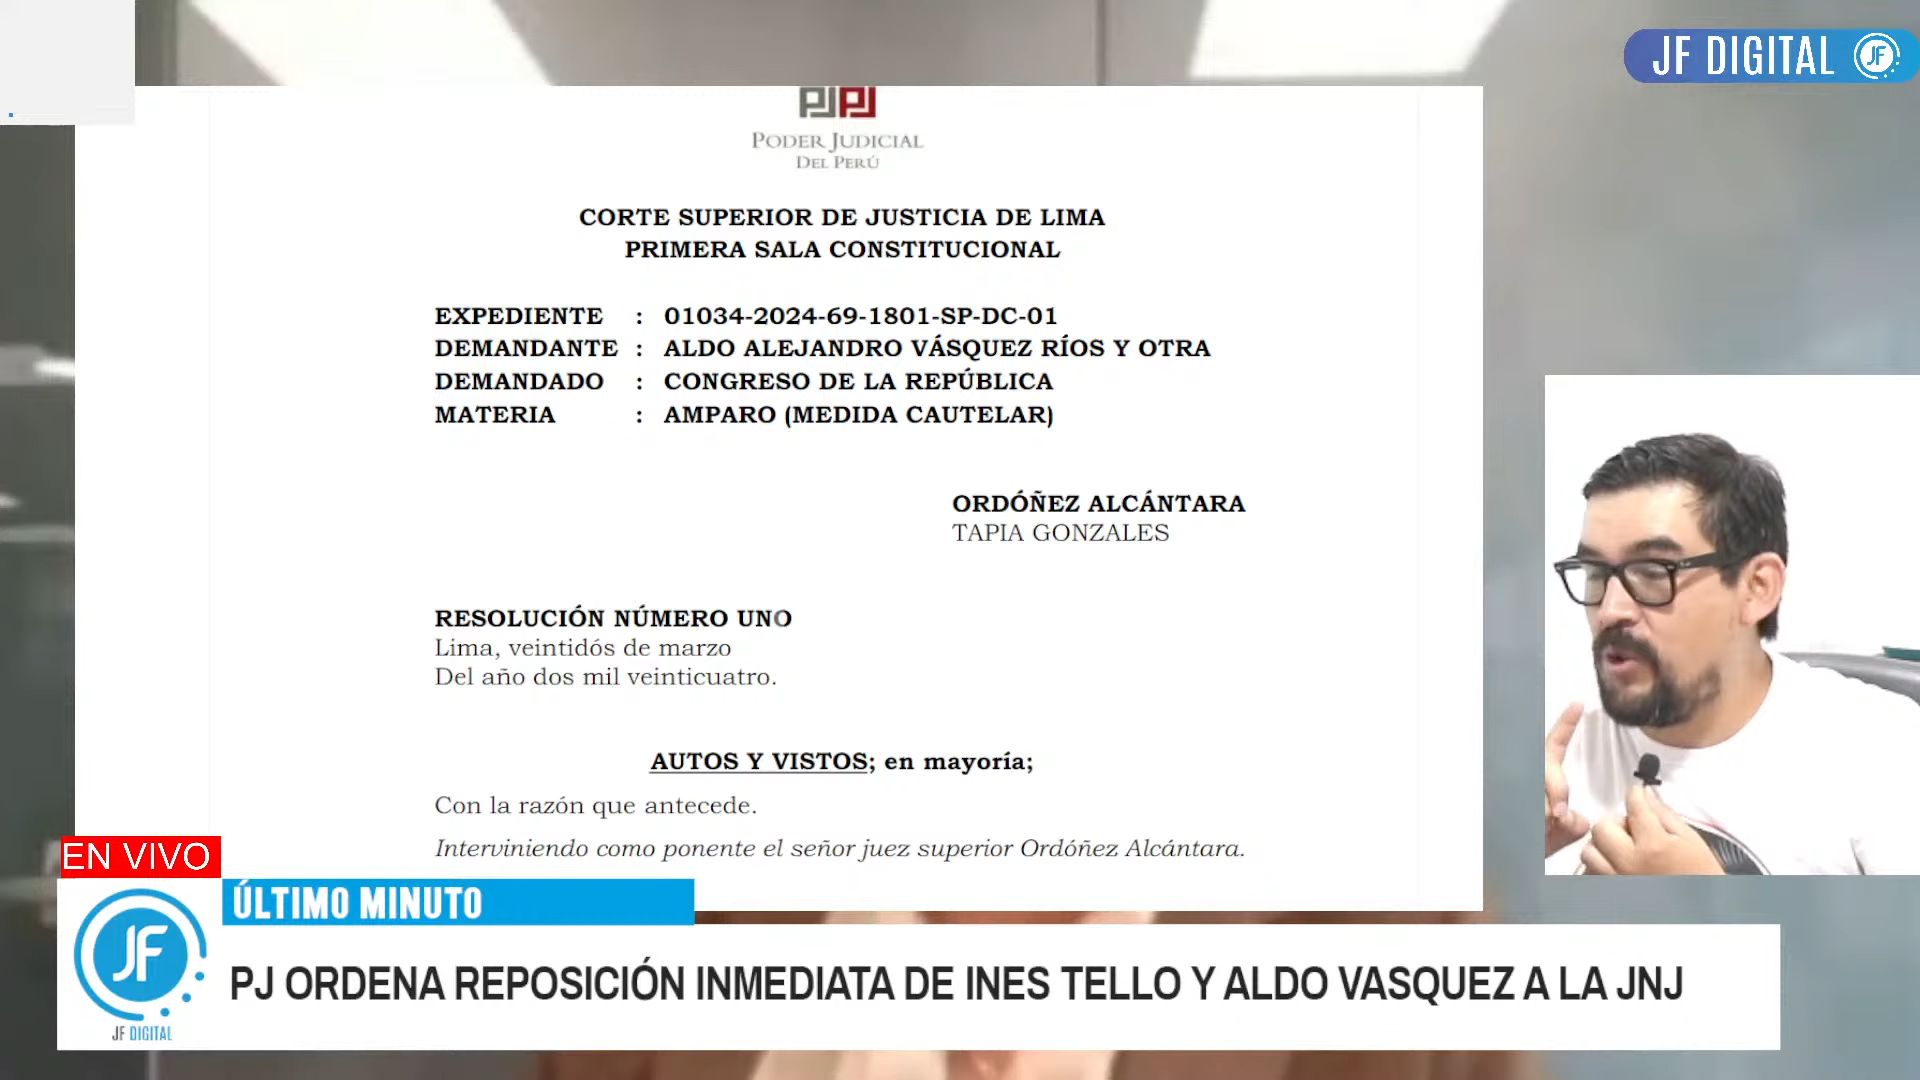 JF DIGITAL JF
PJPJ
PODER JUDICIAL
DEL PERÚ
CORTE SUPERIOR DE JUSTICIA DE LIMA
PRIMERA SALA CONSTITUCIONAL
EXPEDIENTE : 01034-2024-69-1801-SP-DC-01
DEMANDANTE : ALDO ALEJANDRO VÁSQUEZ RÍOS Y OTRA
DEMANDADO : CONGRESO DE LA REPÚBLICA
MATERIA : AMPARO (MEDIDA CAUTELAR)
ORDÓÑEZ ALCÁNTARA
TAPIA GONZALES
RESOLUCIÓN NÚMERO UNO
Lima, veintidós de marzo
Del año dos mil veinticuatro.
AUTOS Y VISTOS; en mayoría;
Con la razón que antecede.
Interviniendo como ponente el señor juez superior Ordóñez Alcántara.
EN VIVO
ÚLTIMO MINUTO
JF
JF DIGITAL
PJ ORDENA REPOSICIÓN INMEDIATA DE INES TELLO Y ALDO VASQUEZ A LA JNJ